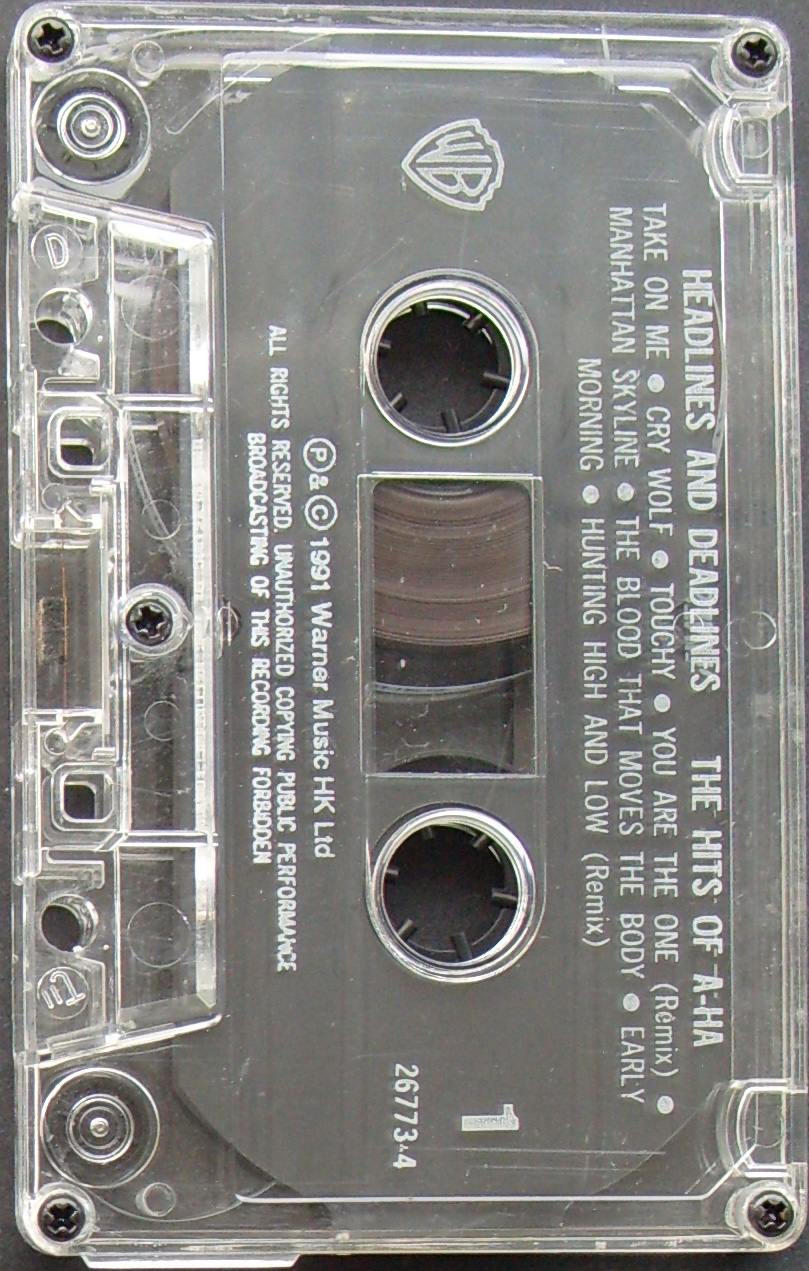 HEADLINES AND DEADLINES THE HITS OF A-HA
TAKE ON ME ● CRY WOLF ● TOUCHY ● YOU ARE THE ONE (Remix) ●
MANHATTAN SKYLINE ● THE BLOOD THAT MOVES THE BODY ● EARLY
MORNING ● HUNTING HIGH AND LOW (Remix)
WB
1
26773-4
Ⓟ & © 1991 Warner Music HK Ltd
ALL RIGHTS RESERVED. UNAUTHORIZED COPYING PUBLIC PERFORMANCE
BROADCASTING OF THIS RECORDING FORBIDDEN